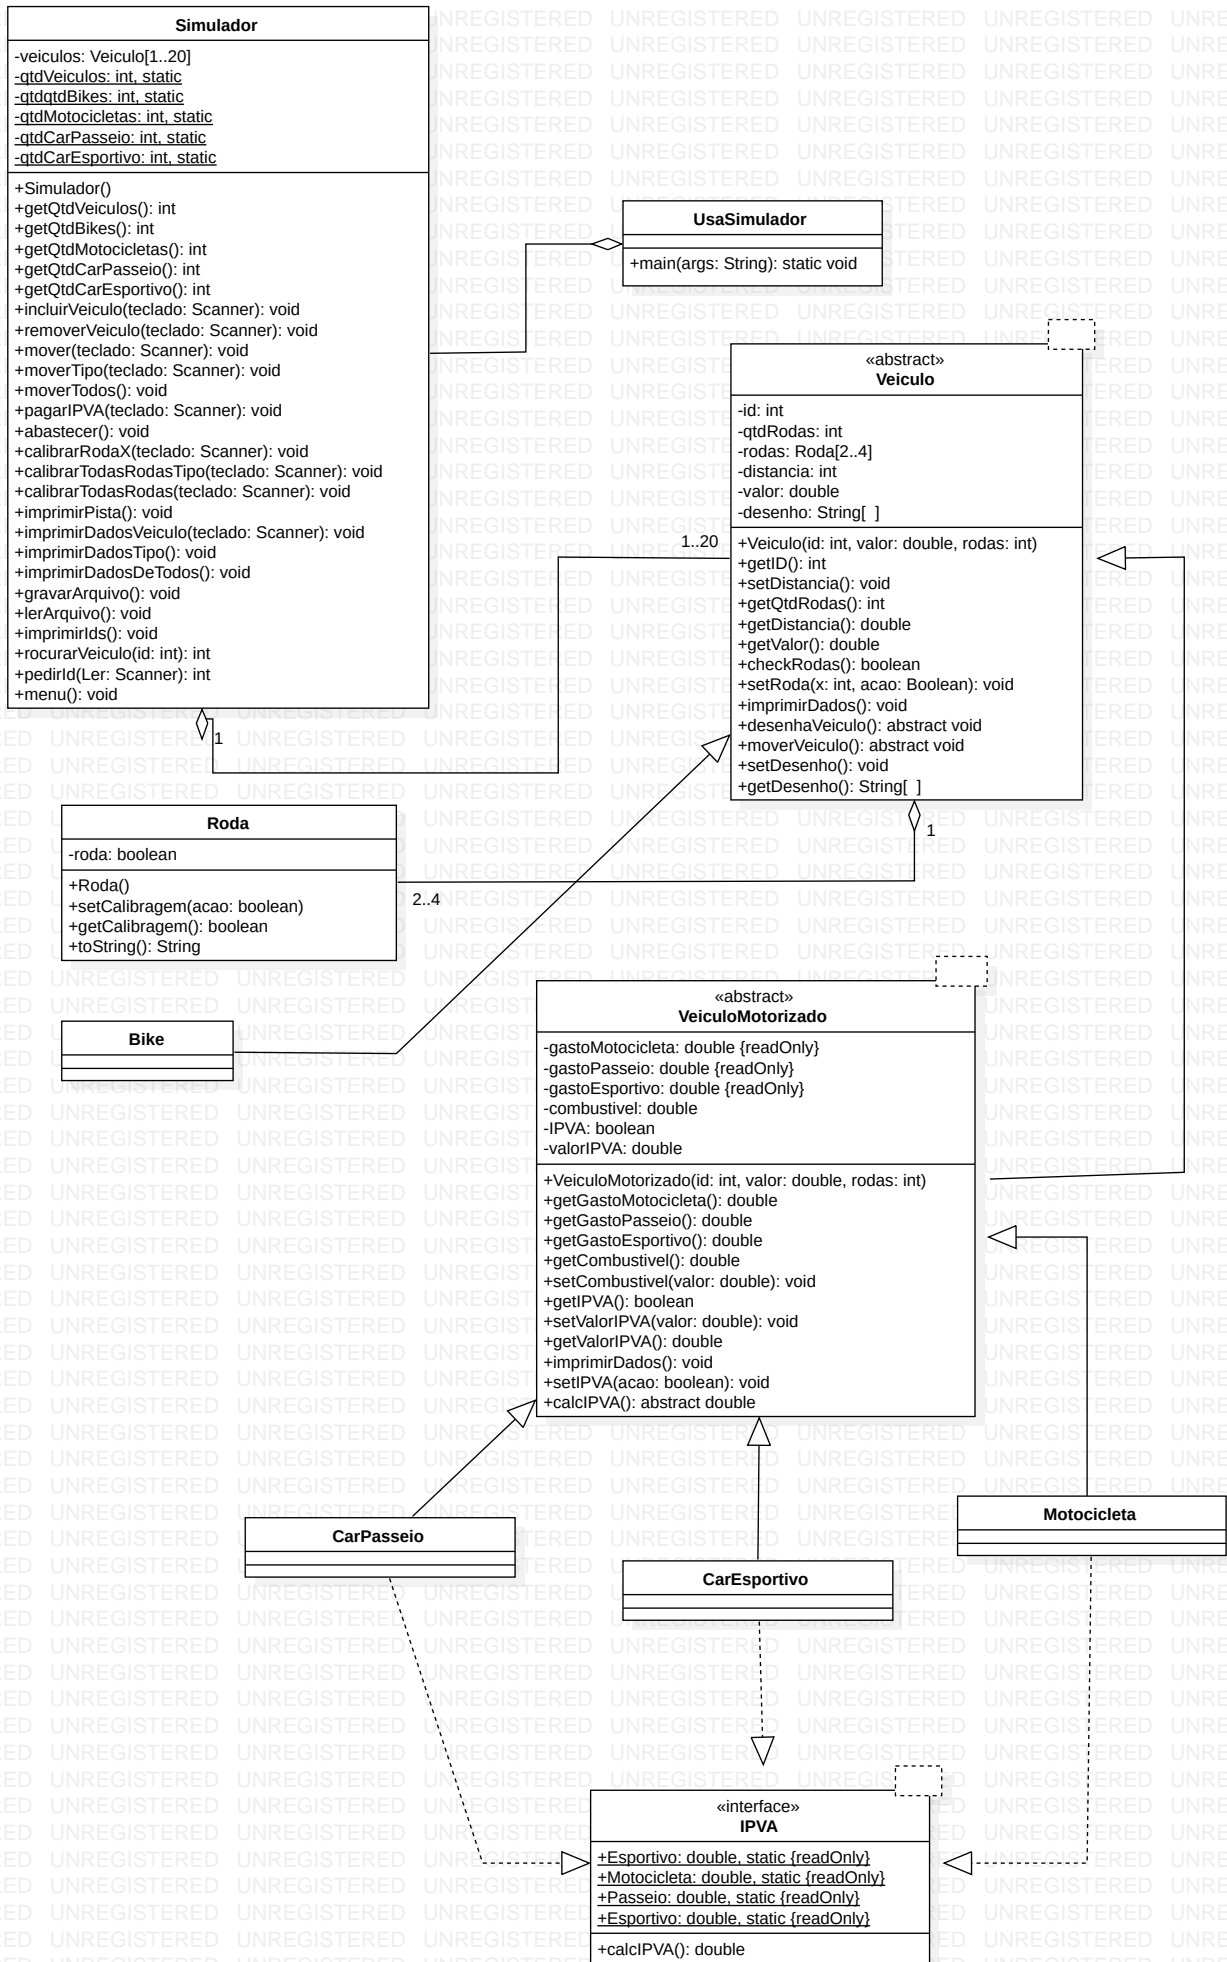 Simulador
-veiculos: Veiculo[1..20]
-qtdVeiculos: int, static
-qtdqtdBikes: int, static
-qtdMotocicletas: int, static
-qtdCarPasseio: int, static
-qtdCarEsportivo: int, static
+Simulador()
+getQtdVeiculos(): int
+getQtdBikes(): int
+getQtdMotocicletas(): int
+getQtdCarPasseio(): int
+getQtdCarEsportivo(): int
+incluirVeiculo(teclado: Scanner): void
+removerVeiculo(teclado: Scanner): void
+mover(teclado: Scanner): void
+moverTipo(teclado: Scanner): void
+moverTodos(): void
+pagarIPVA(teclado: Scanner): void
+abastecer(): void
+calibrarRodaX(teclado: Scanner): void
+calibrarTodasRodasTipo(teclado: Scanner): void
+calibrarTodasRodas(teclado: Scanner): void
+imprimirPista(): void
+imprimirDadosVeiculo(teclado: Scanner): void
+imprimirDadosTipo(): void
+imprimirDadosDeTodos(): void
+gravarArquivo(): void
+lerArquivo(): void
+imprimirIds(): void
+rocurarVeiculo(id: int): int
+pedirId(Ler: Scanner): int
+menu(): void
1
UsaSimulador
+main(args: String): static void
«abstract»
Veiculo
-id: int
-qtdRodas: int
-rodas: Roda[2..4]
-distancia: int
-valor: double
-desenho: String[ ]
1..20
+Veiculo(id: int, valor: double, rodas: int)
+getID(): int
+setDistancia(): void
+getQtdRodas(): int
+getDistancia(): double
+getValor(): double
+checkRodas(): boolean
+setRoda(x: int, acao: Boolean): void
+imprimirDados(): void
+desenhaVeiculo(): abstract void
+moverVeiculo(): abstract void
+setDesenho(): void
+getDesenho(): String[ ]
1
Roda
-roda: boolean
+Roda()
+setCalibragem(acao: boolean)
+getCalibragem(): boolean
+toString(): String
2..4
Bike
«abstract»
VeiculoMotorizado
-gastoMotocicleta: double {readOnly}
-gastoPasseio: double {readOnly}
-gastoEsportivo: double {readOnly}
-combustivel: double
-IPVA: boolean
-valorIPVA: double
+VeiculoMotorizado(id: int, valor: double, rodas: int)
+getGastoMotocicleta(): double
+getGastoPasseio(): double
+getGastoEsportivo(): double
+getCombustivel(): double
+setCombustivel(valor: double): void
+getIPVA(): boolean
+setValorIPVA(valor: double): void
+getValorIPVA(): double
+imprimirDados(): void
+setIPVA(acao: boolean): void
+calcIPVA(): abstract double
CarPasseio
CarEsportivo
Motocicleta
«interface»
IPVA
+Esportivo: double, static {readOnly}
+Motocicleta: double, static {readOnly}
+Passeio: double, static {readOnly}
+Esportivo: double, static {readOnly}
+calcIPVA(): double
UNREGISTERED